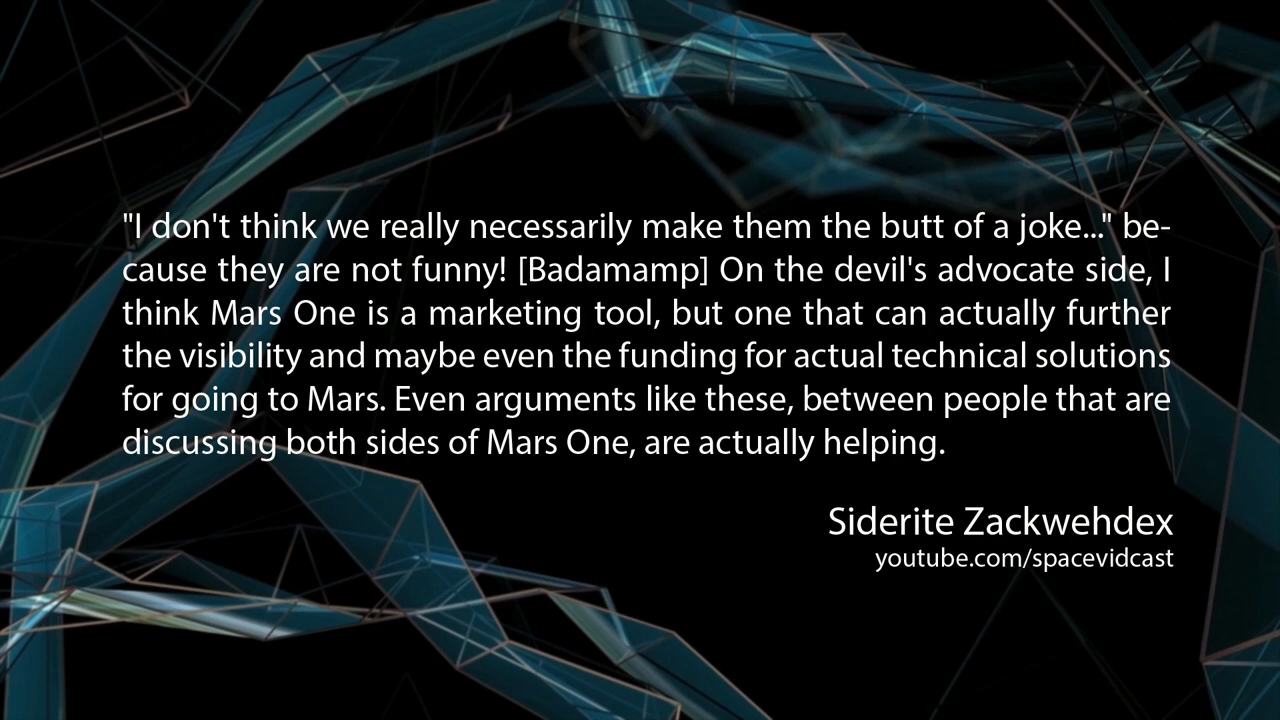 "I don't think we really necessarily make them the butt of a joke..." be-
cause they are not funny! [Badamamp] On the devil's advocate side, I
think Mars One is a marketing tool, but one that can actually further
the visibility and maybe even the funding for actual technical solutions
for going to Mars. Even arguments like these, between people that are
discussing both sides of Mars One, are actually helping.
Siderite Zackwehdex
youtube.com/spacevidcast